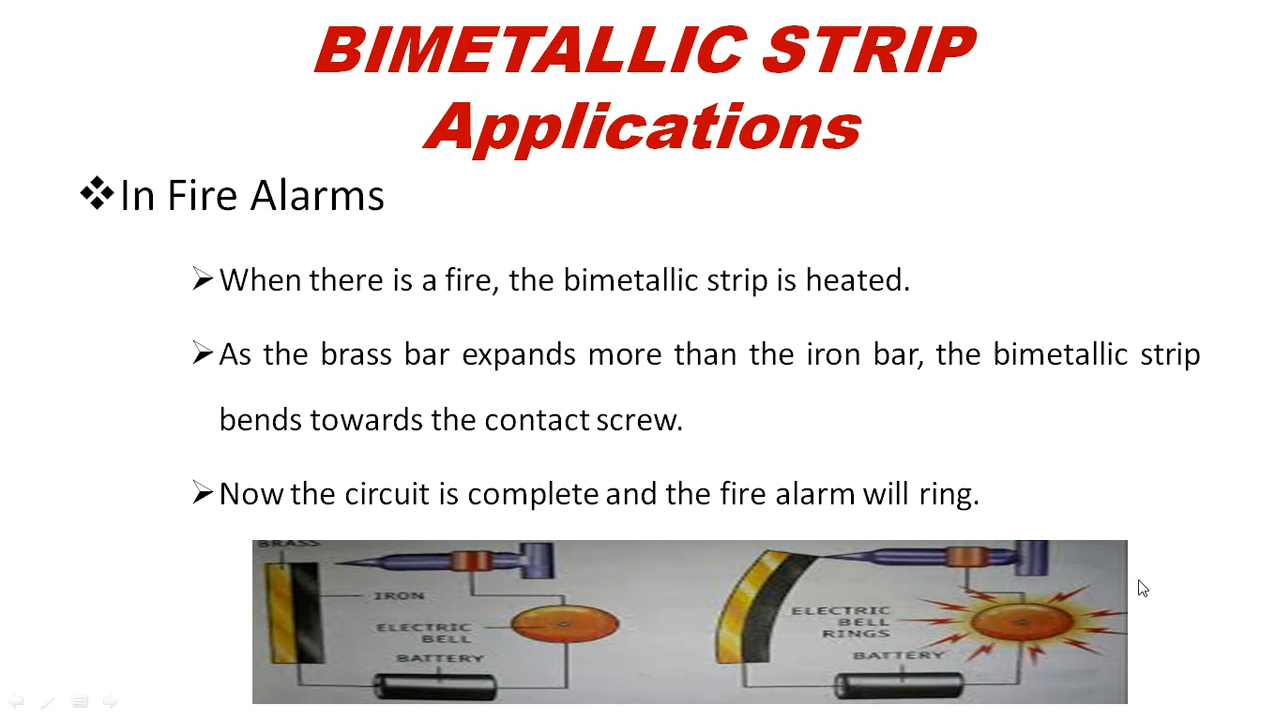 BIMETALLIC STRIP
Applications
In Fire Alarms
When there is a fire, the bimetallic strip is heated.
As the brass bar expands more than the iron bar, the bimetallic strip
bends towards the contact screw.
Now the circuit is complete and the fire alarm will ring.
BRASS
IRON
ELECTRIC
BELL
BATTERY
ELECTRIC
BELL
RINGS
BATTERY